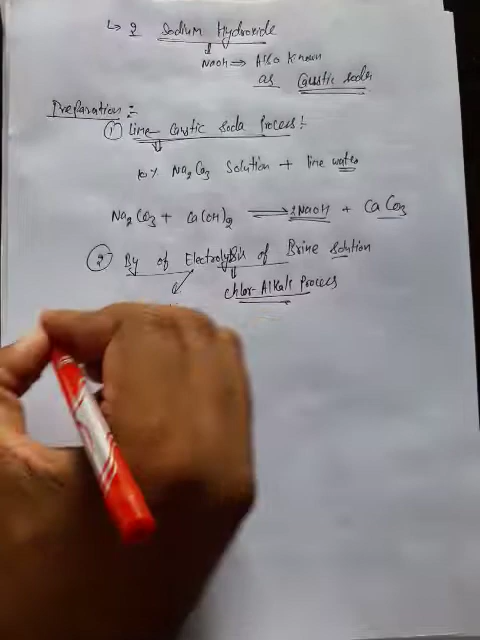 ↳ 2 Sodium Hydroxide
NaOH ⇒ Also Known
as Caustic soda
Preparation :-
① Lime Caustic soda Process :-
10% Na2CO3 Solution + lime water
Na2CO3 + Ca(OH)2 ⇌ 2NaOH + CaCO3
② By of Electrolysis of Brine solution
chlor-Alkali Process